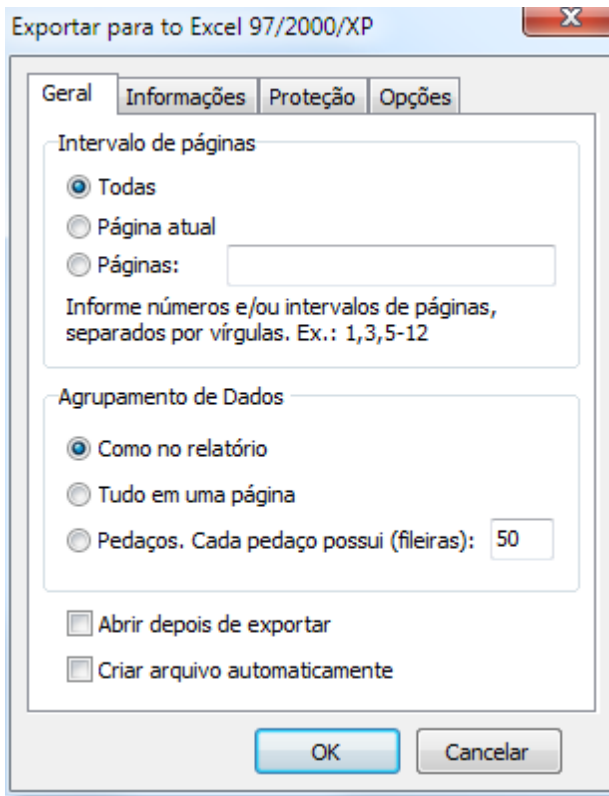 Exportar para to Excel 97/2000/XP
Geral Informações Proteção Opções
Intervalo de páginas
Todas
Página atual
Páginas:
Informe números e/ou intervalos de páginas,
separados por vírgulas. Ex.: 1,3,5-12
Agrupamento de Dados
Como no relatório
Tudo em uma página
Pedaços. Cada pedaço possui (fileiras): 50
Abrir depois de exportar
Criar arquivo automaticamente
OK Cancelar